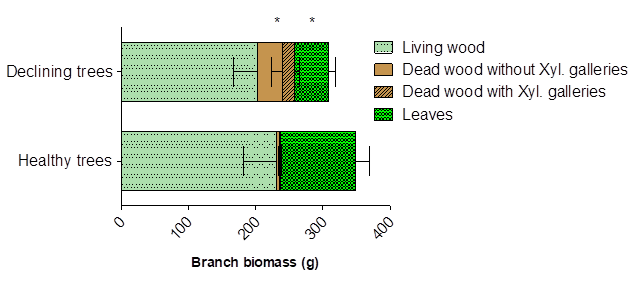 * *
Living wood
Dead wood without Xyl. galleries
Dead wood with Xyl. galleries
Leaves
Declining trees
Healthy trees
0 100 200 300 400
Branch biomass (g)